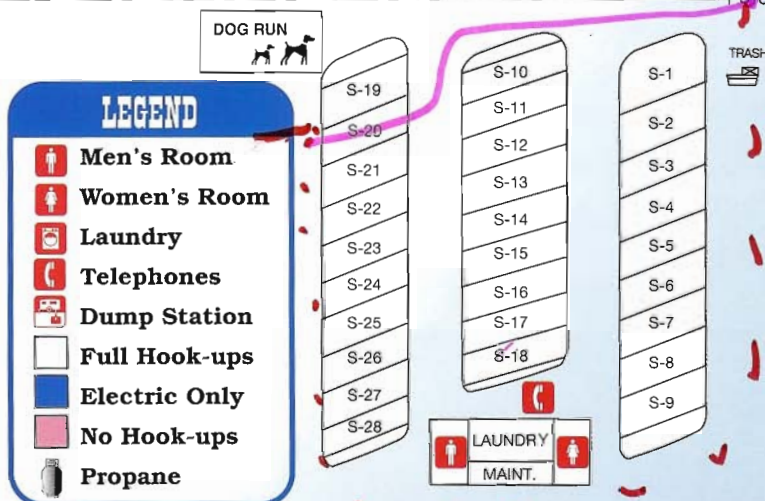 DOG RUN
LEGEND
Men's Room
Women's Room
Laundry
Telephones
Dump Station
Full Hook-ups
Electric Only
No Hook-ups
Propane
S-19
S-20
S-21
S-22
S-23
S-24
S-25
S-26
S-27
S-28
S-10
S-11
S-12
S-13
S-14
S-15
S-16
S-17
S-18
S-1
S-2
S-3
S-4
S-5
S-6
S-7
S-8
S-9
TRASH
LAUNDRY
MAINT.